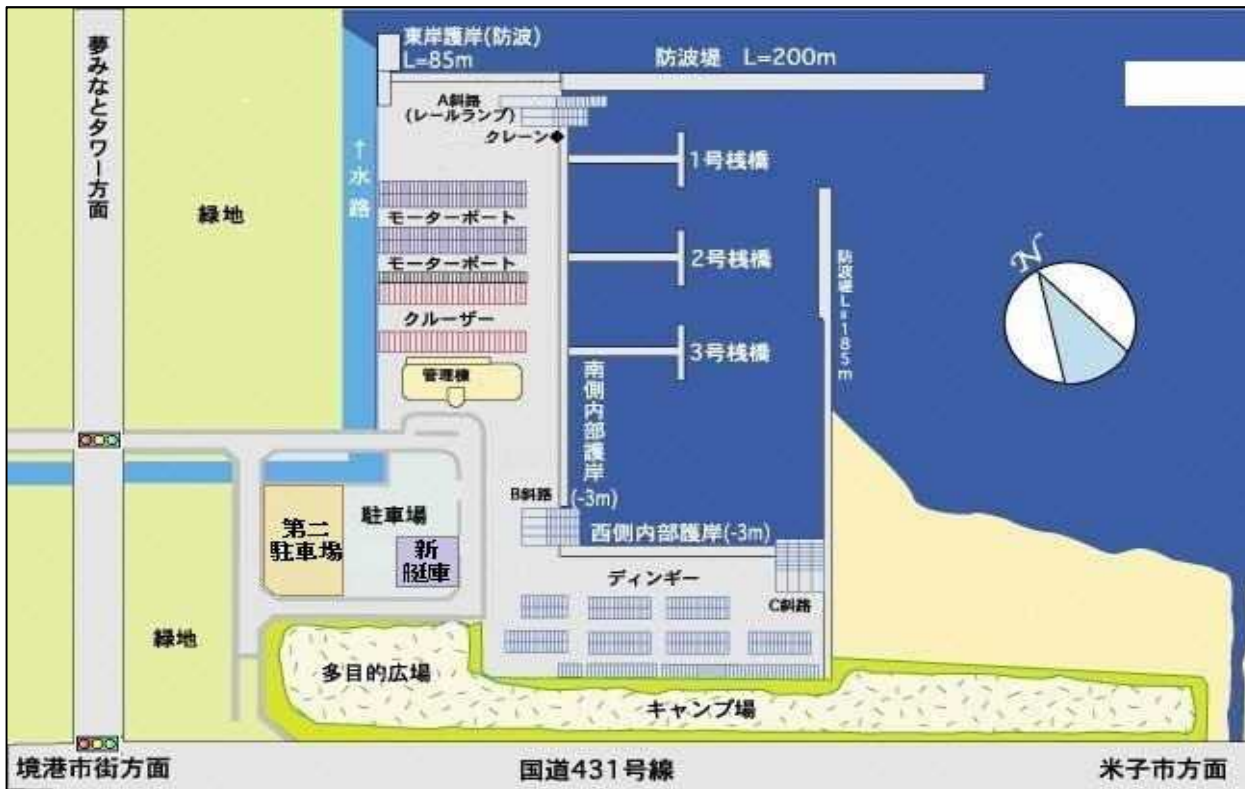 夢みなとタワー方面
緑地
↑水路
東岸護岸(防波)
L=85m
防波堤　L=200m
A斜路
(レールランプ)
クレーン◆
1号桟橋
モーターボート
2号桟橋
モーターボート
クルーザー
3号桟橋
防波堤L=185m
N
管理棟
南側内部護岸
(-3m)
B斜路
西側内部護岸(-3m)
第二
駐車場
駐車場
新
艇庫
ディンギー
C斜路
緑地
多目的広場
キャンプ場
境港市街方面
国道431号線
米子市方面